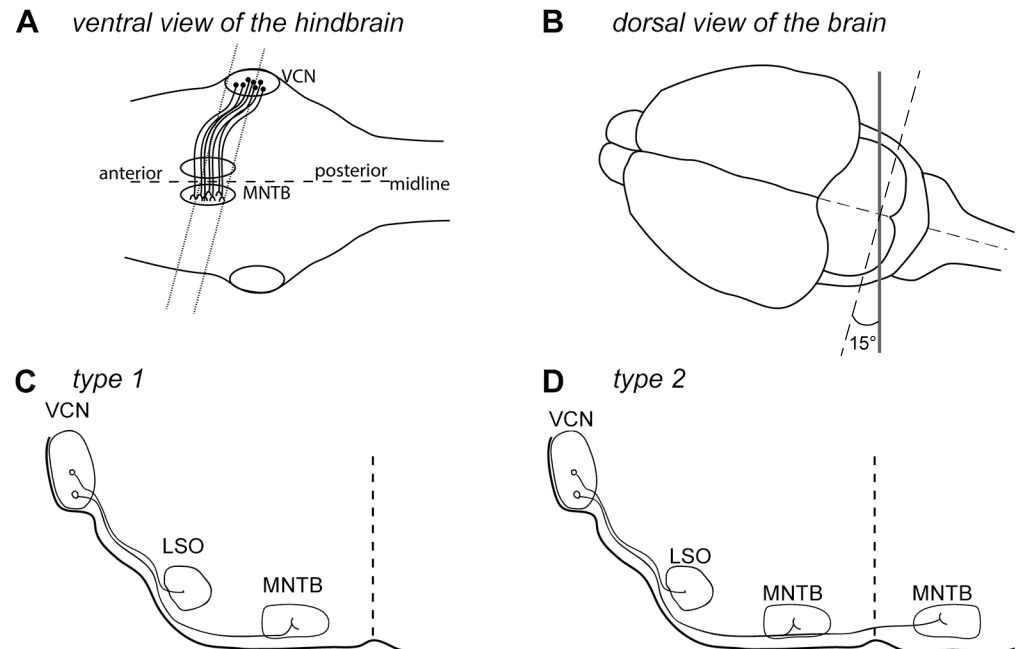 A ventral view of the hindbrain
VCN
anterior
posterior
midline
MNTB
B dorsal view of the brain
15°
C type 1
VCN
LSO
MNTB
D type 2
VCN
LSO
MNTB
MNTB